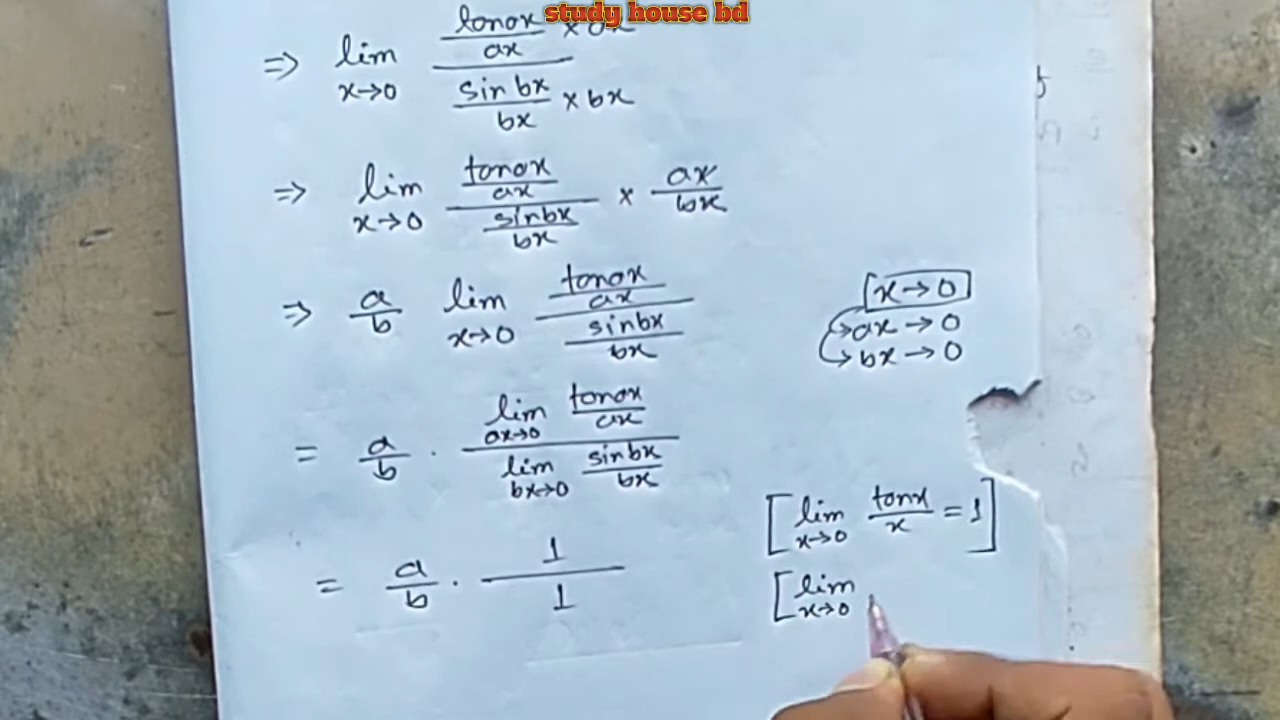 study house bd
=> lim x→0 (tanax/ax × ax)/(sin bx/bx × bx)
=> lim x→0 (tanax/ax)/(sinbx/bx) × ax/bx
=> a/b lim x→0 (tanax/ax)/(sinbx/bx)
x→0
ax→0
bx→0
= a/b · (lim ax→0 tanax/ax)/(lim bx→0 sinbx/bx)
[lim x→0 tanx/x = 1]
= a/b · 1/1
[lim x→0